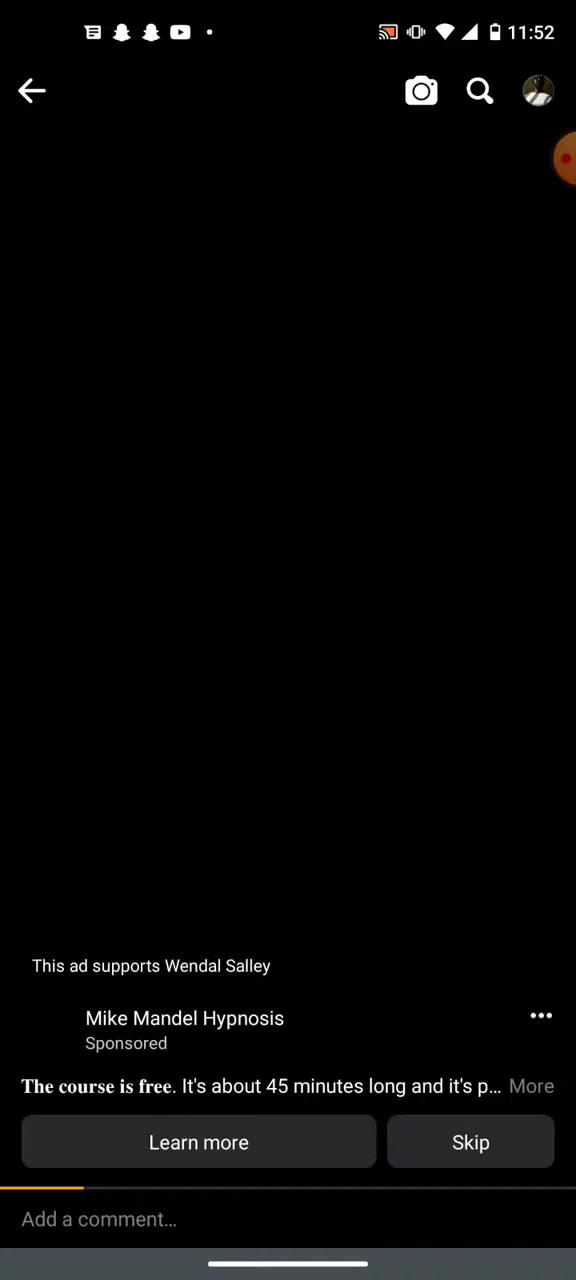 11:52
This ad supports Wendal Salley
Mike Mandel Hypnosis
Sponsored
𝐓𝐡𝐞 𝐜𝐨𝐮𝐫𝐬𝐞 𝐢𝐬 𝐟𝐫𝐞𝐞. It's about 45 minutes long and it's p... More
Learn more Skip
Add a comment...